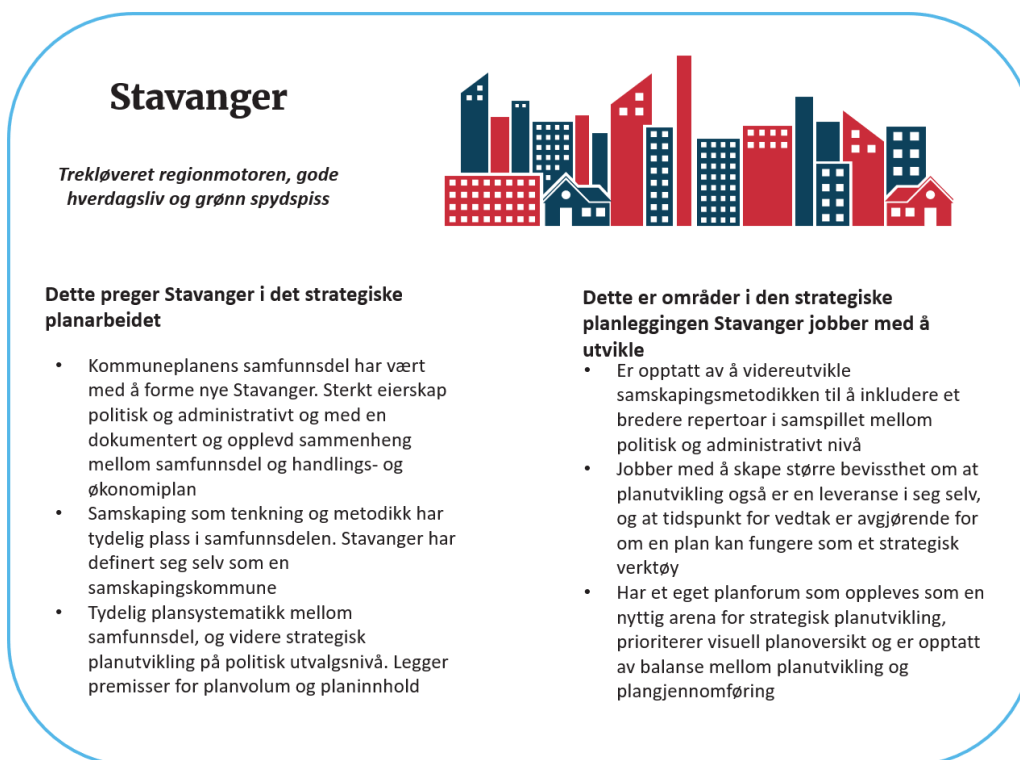 Stavanger
Trekløveret regionmotoren, gode
hverdagsliv og grønn spydspiss
Dette preger Stavanger i det strategiske
planarbeidet
• Kommuneplanens samfunnsdel har vært
med å forme nye Stavanger. Sterkt eierskap
politisk og administrativt og med en
dokumentert og opplevd sammenheng
mellom samfunnsdel og handlings- og
økonomiplan
• Samskaping som tenkning og metodikk har
tydelig plass i samfunnsdelen. Stavanger har
definert seg selv som en
samskapingskommune
• Tydelig plansystematikk mellom
samfunnsdel, og videre strategisk
planutvikling på politisk utvalgsnivå. Legger
premisser for planvolum og planinnhold
Dette er områder i den strategiske
planleggingen Stavanger jobber med å
utvikle
• Er opptatt av å videreutvikle
samskapingsmetodikken til å inkludere et
bredere repertoar i samspillet mellom
politisk og administrativt nivå
• Jobber med å skape større bevissthet om at
planutvikling også er en leveranse i seg selv,
og at tidspunkt for vedtak er avgjørende for
om en plan kan fungere som et strategisk
verktøy
• Har et eget planforum som oppleves som en
nyttig arena for strategisk planutvikling,
prioriterer visuell planoversikt og er opptatt
av balanse mellom planutvikling og
plangjennomføring